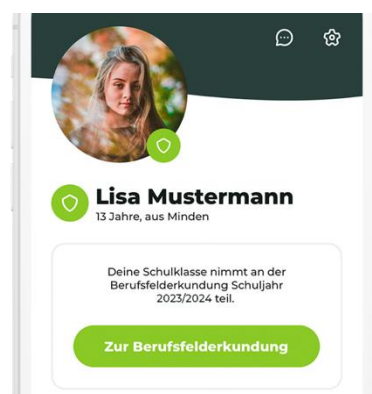 Lisa Mustermann
13 Jahre, aus Minden
Deine Schulklasse nimmt an der
Berufsfelderkundung Schuljahr
2023/2024 teil.
Zur Berufsfelderkundung